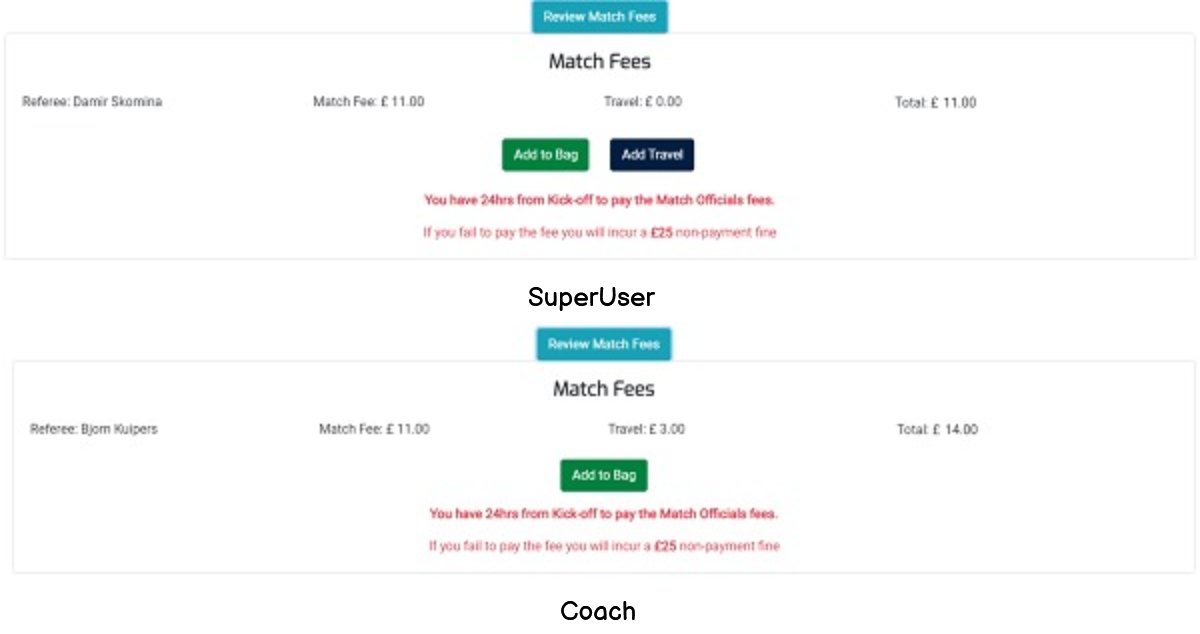 Review Match Fees
Match Fees
Referee: Damir Skomina Match Fee: £ 11.00 Travel: £ 0.00 Total: £ 11.00
Add to Bag Add Travel
You have 24hrs from Kick-off to pay the Match Officials fees.
If you fail to pay the fee you will incur a £25 non-payment fine
SuperUser
Review Match Fees
Match Fees
Referee: Bjorn Kuipers Match Fee: £ 11.00 Travel: £ 3.00 Total: £ 14.00
Add to Bag
You have 24hrs from Kick-off to pay the Match Officials fees.
If you fail to pay the fee you will incur a £25 non-payment fine
Coach